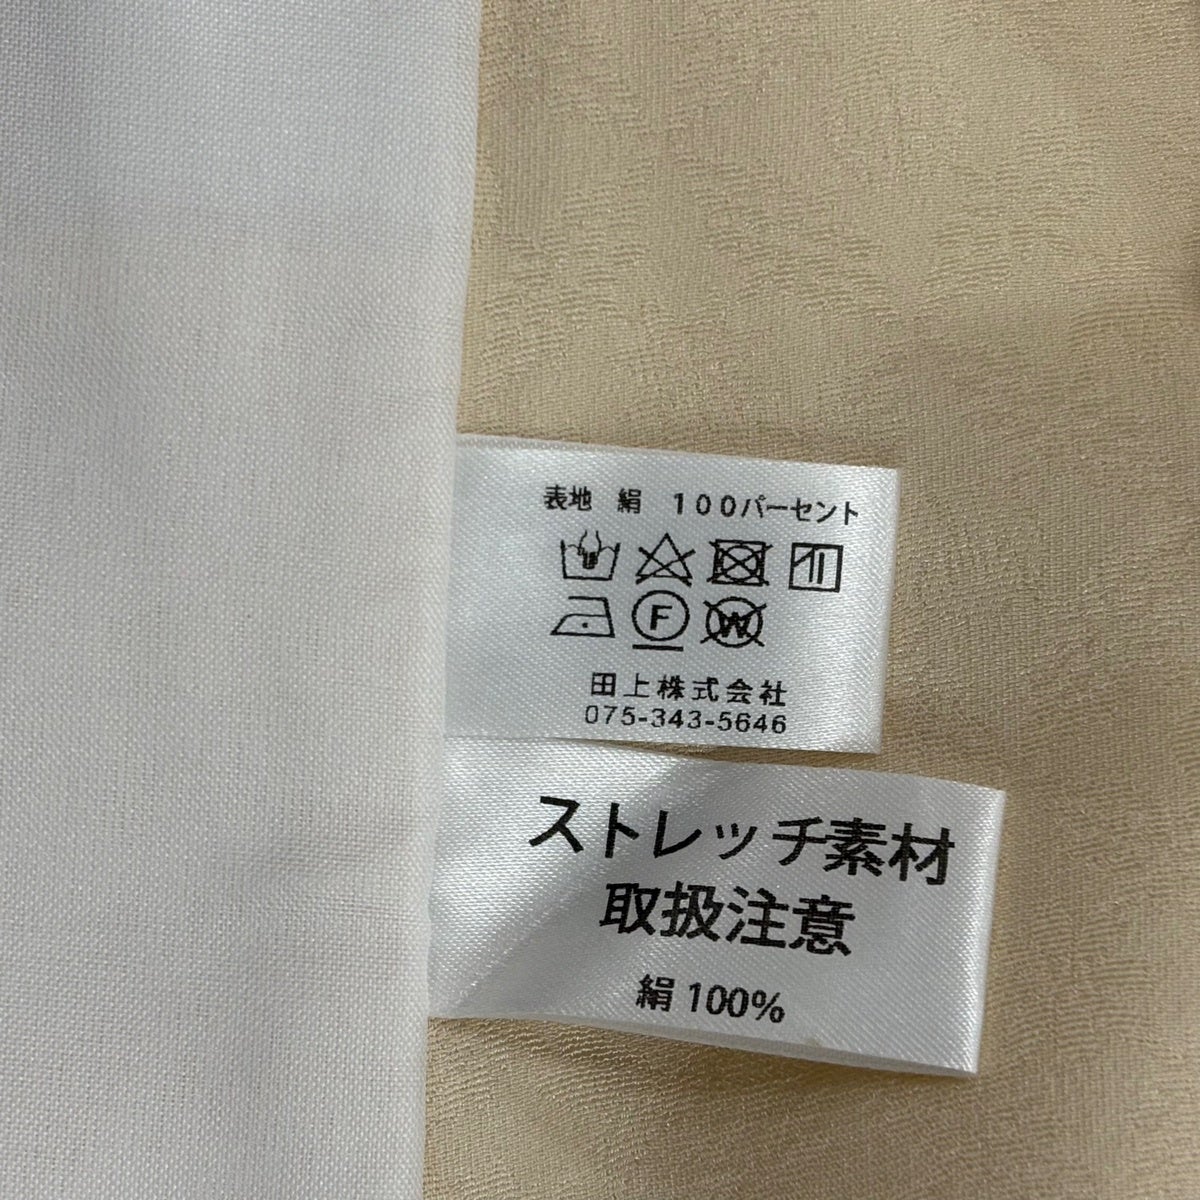 表地 絹 １００パーセント
F W
田上株式会社
075-343-5646
ストレッチ素材
取扱注意
絹 100%